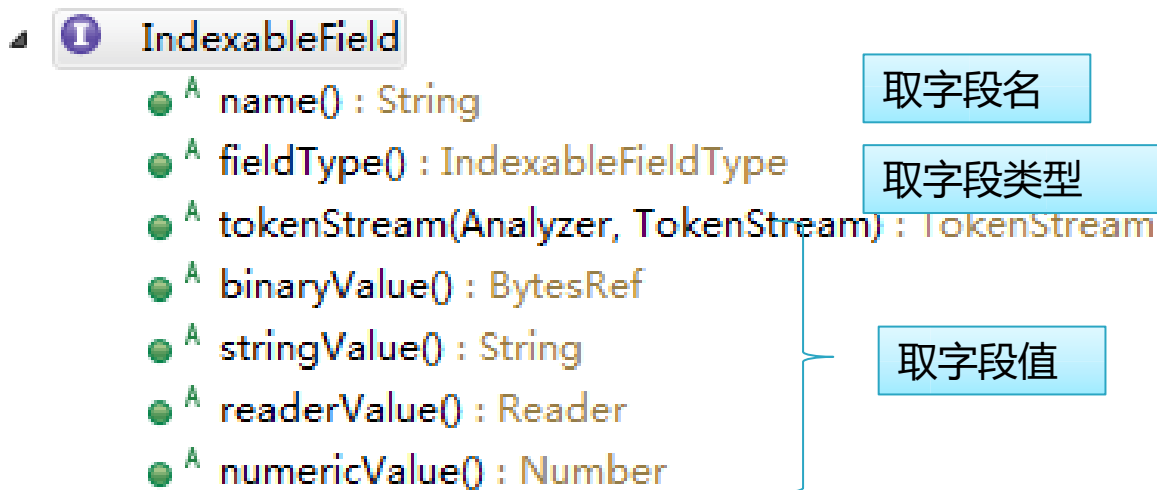 I IndexableField
A name() : String
取字段名
A fieldType() : IndexableFieldType
取字段类型
A tokenStream(Analyzer, TokenStream) : TokenStream
A binaryValue() : BytesRef
A stringValue() : String
取字段值
A readerValue() : Reader
A numericValue() : Number